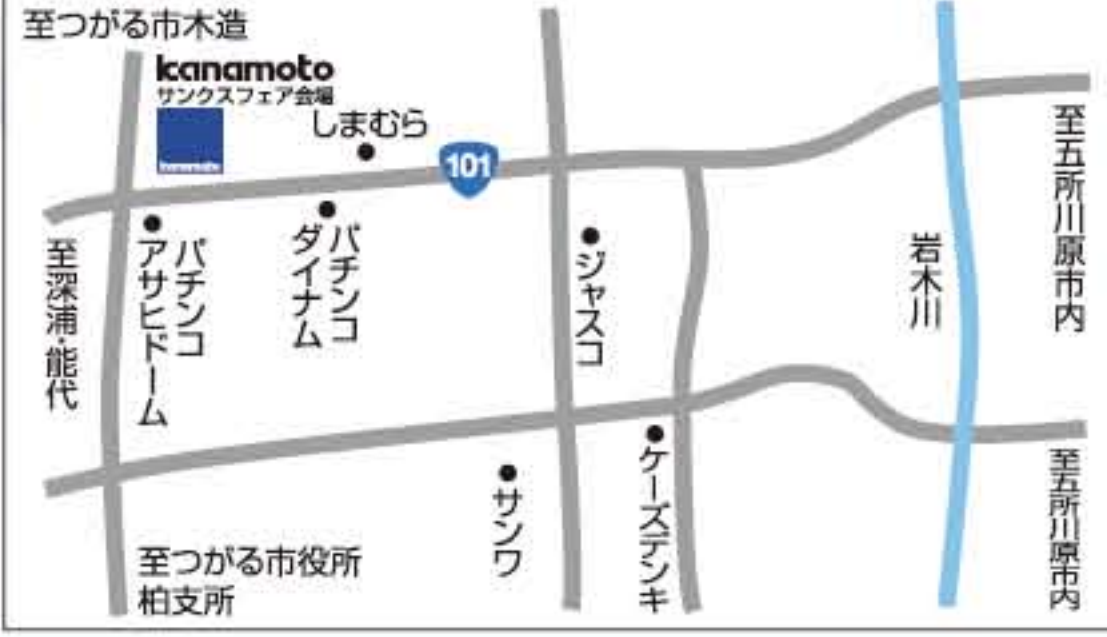 至つがる市木造
kanamoto
サンクスフェア会場
kanamoto
しまむら
101
至五所川原市内
岩木川
ジャスコ
パチンコ
ダイナム
パチンコ
アサヒドーム
至深浦・能代
ケーズデンキ
サンワ
至五所川原市内
至つがる市役所
柏支所